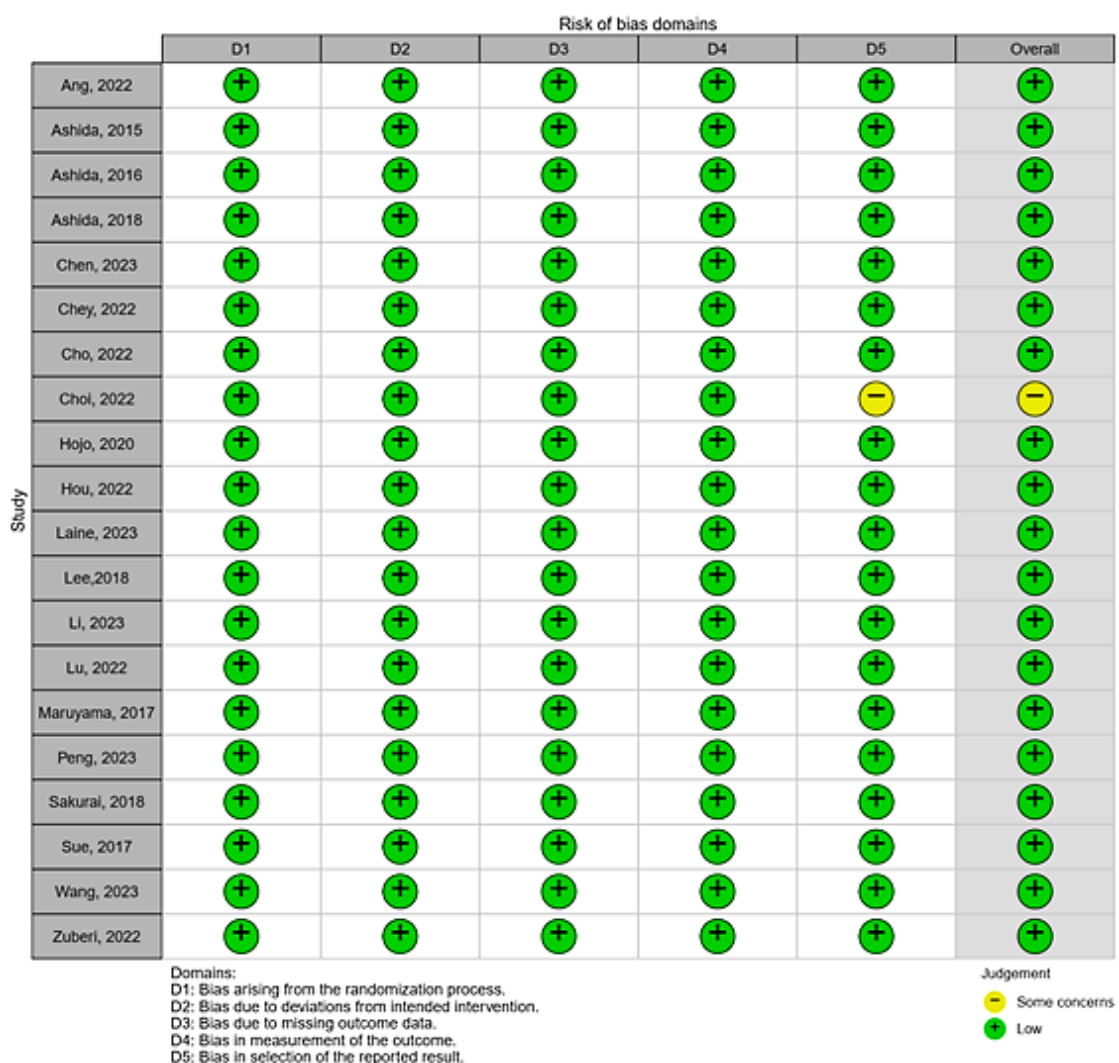 Risk of bias domains
D1 D2 D3 D4 D5 Overall
Study
Ang, 2022 + + + + + +
Ashida, 2015 + + + + + +
Ashida, 2016 + + + + + +
Ashida, 2018 + + + + + +
Chen, 2023 + + + + + +
Chey, 2022 + + + + + +
Cho, 2022 + + + + + +
Choi, 2022 + + + + − −
Hojo, 2020 + + + + + +
Hou, 2022 + + + + + +
Laine, 2023 + + + + + +
Lee,2018 + + + + + +
Li, 2023 + + + + + +
Lu, 2022 + + + + + +
Maruyama, 2017 + + + + + +
Peng, 2023 + + + + + +
Sakurai, 2018 + + + + + +
Sue, 2017 + + + + + +
Wang, 2023 + + + + + +
Zuberi, 2022 + + + + + +
Domains:
D1: Bias arising from the randomization process.
D2: Bias due to deviations from intended intervention.
D3: Bias due to missing outcome data.
D4: Bias in measurement of the outcome.
D5: Bias in selection of the reported result.
Judgement
− Some concerns
+ Low